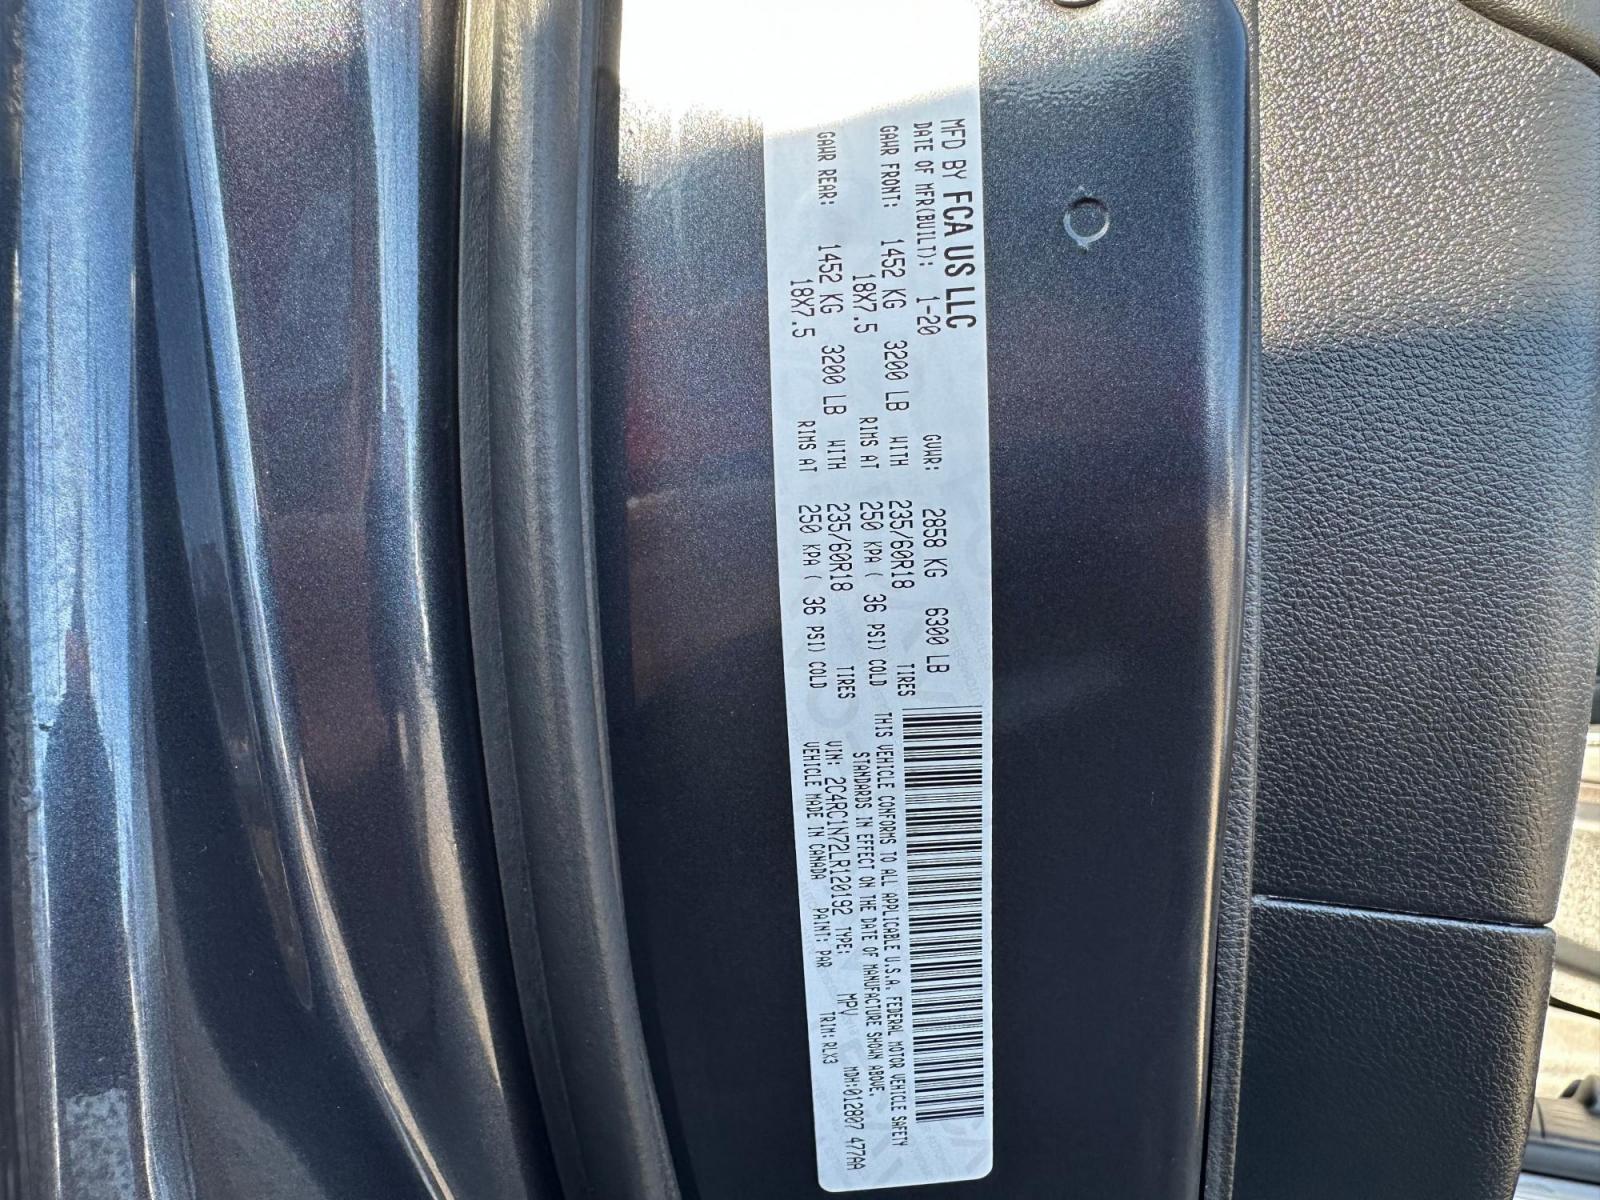 MFD BY FCA US LLC
DATE OF MFR(BUILT): 1-20 GVWR: 2858 KG 6300 LB
GAWR FRONT: 1452 KG 3200 LB WITH 235/60R18 TIRES
18X7.5 RIMS AT 250 KPA ( 36 PSI) COLD
GAWR REAR: 1452 KG 3200 LB WITH 235/60R18 TIRES
18X7.5 RIMS AT 250 KPA ( 36 PSI) COLD
THIS VEHICLE CONFORMS TO ALL APPLICABLE U.S.A. FEDERAL MOTOR VEHICLE SAFETY
STANDARDS IN EFFECT ON THE DATE OF MANUFACTURE SHOWN ABOVE.
VIN: 2C4RC1N72LR120192 TYPE: MPV MDH:012807 477AA
VEHICLE MADE IN CANADA PAINT: PAR TRIM:RLX3